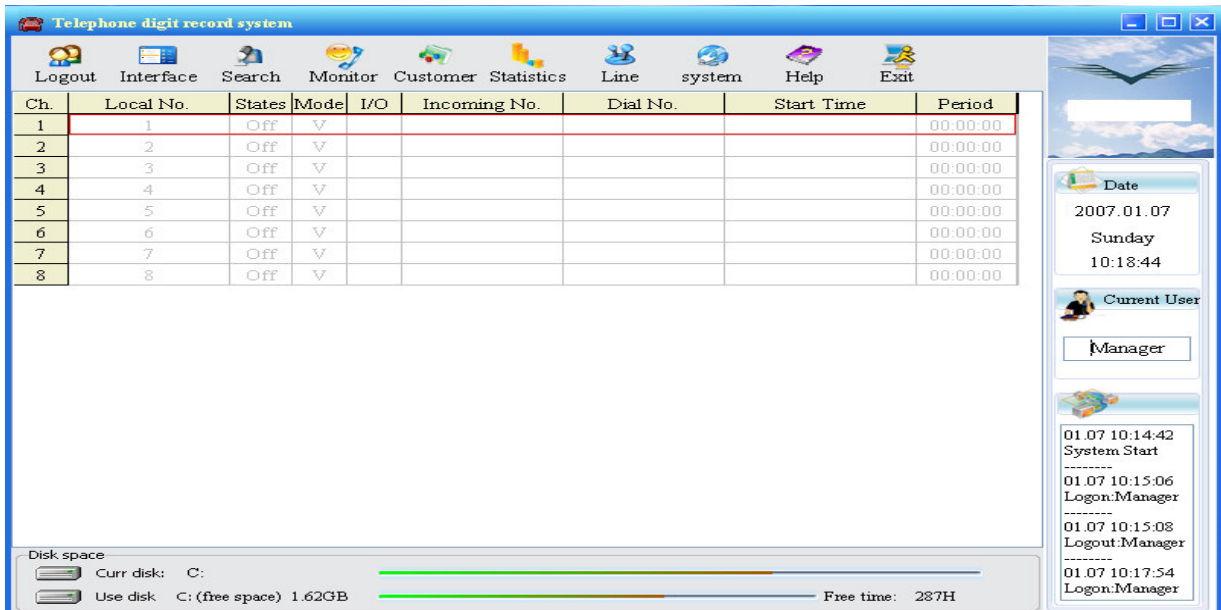 Telephone digit record system
Logout Interface Search Monitor Customer Statistics Line system Help Exit
Ch. Local No. States Mode I/O Incoming No. Dial No. Start Time Period
1 1 Off V 00:00:00
2 2 Off V 00:00:00
3 3 Off V 00:00:00
4 4 Off V 00:00:00
5 5 Off V 00:00:00
6 6 Off V 00:00:00
7 7 Off V 00:00:00
8 8 Off V 00:00:00
Date
2007.01.07
Sunday
10:18:44
Current User
Manager
01.07 10:14:42
System Start
--------
01.07 10:15:06
Logon:Manager
--------
01.07 10:15:08
Logout:Manager
--------
01.07 10:17:54
Logon:Manager
Disk space
Curr disk: C:
Use disk C: (free space) 1.62GB Free time: 287H